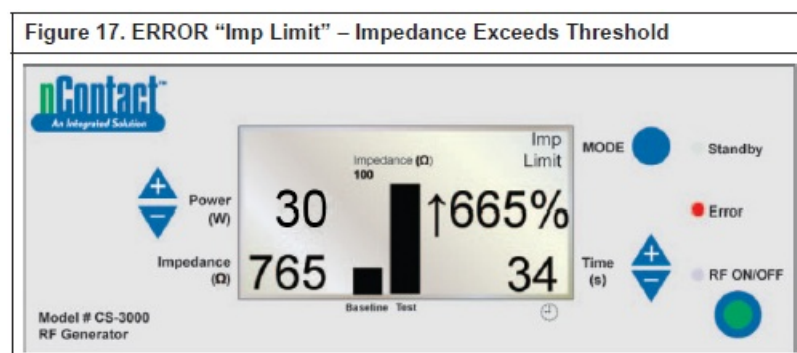 Figure 17. ERROR “Imp Limit” – Impedance Exceeds Threshold
nContact™
An Integrated Solution
Imp
Limit
Impedance (Ω)
100
MODE
Standby
+
Power
(W)
30
↑665%
Error
−
Impedance
(Ω)
765
34
Time
(s)
+
−
RF ON/OFF
Baseline Test
Model # CS-3000
RF Generator